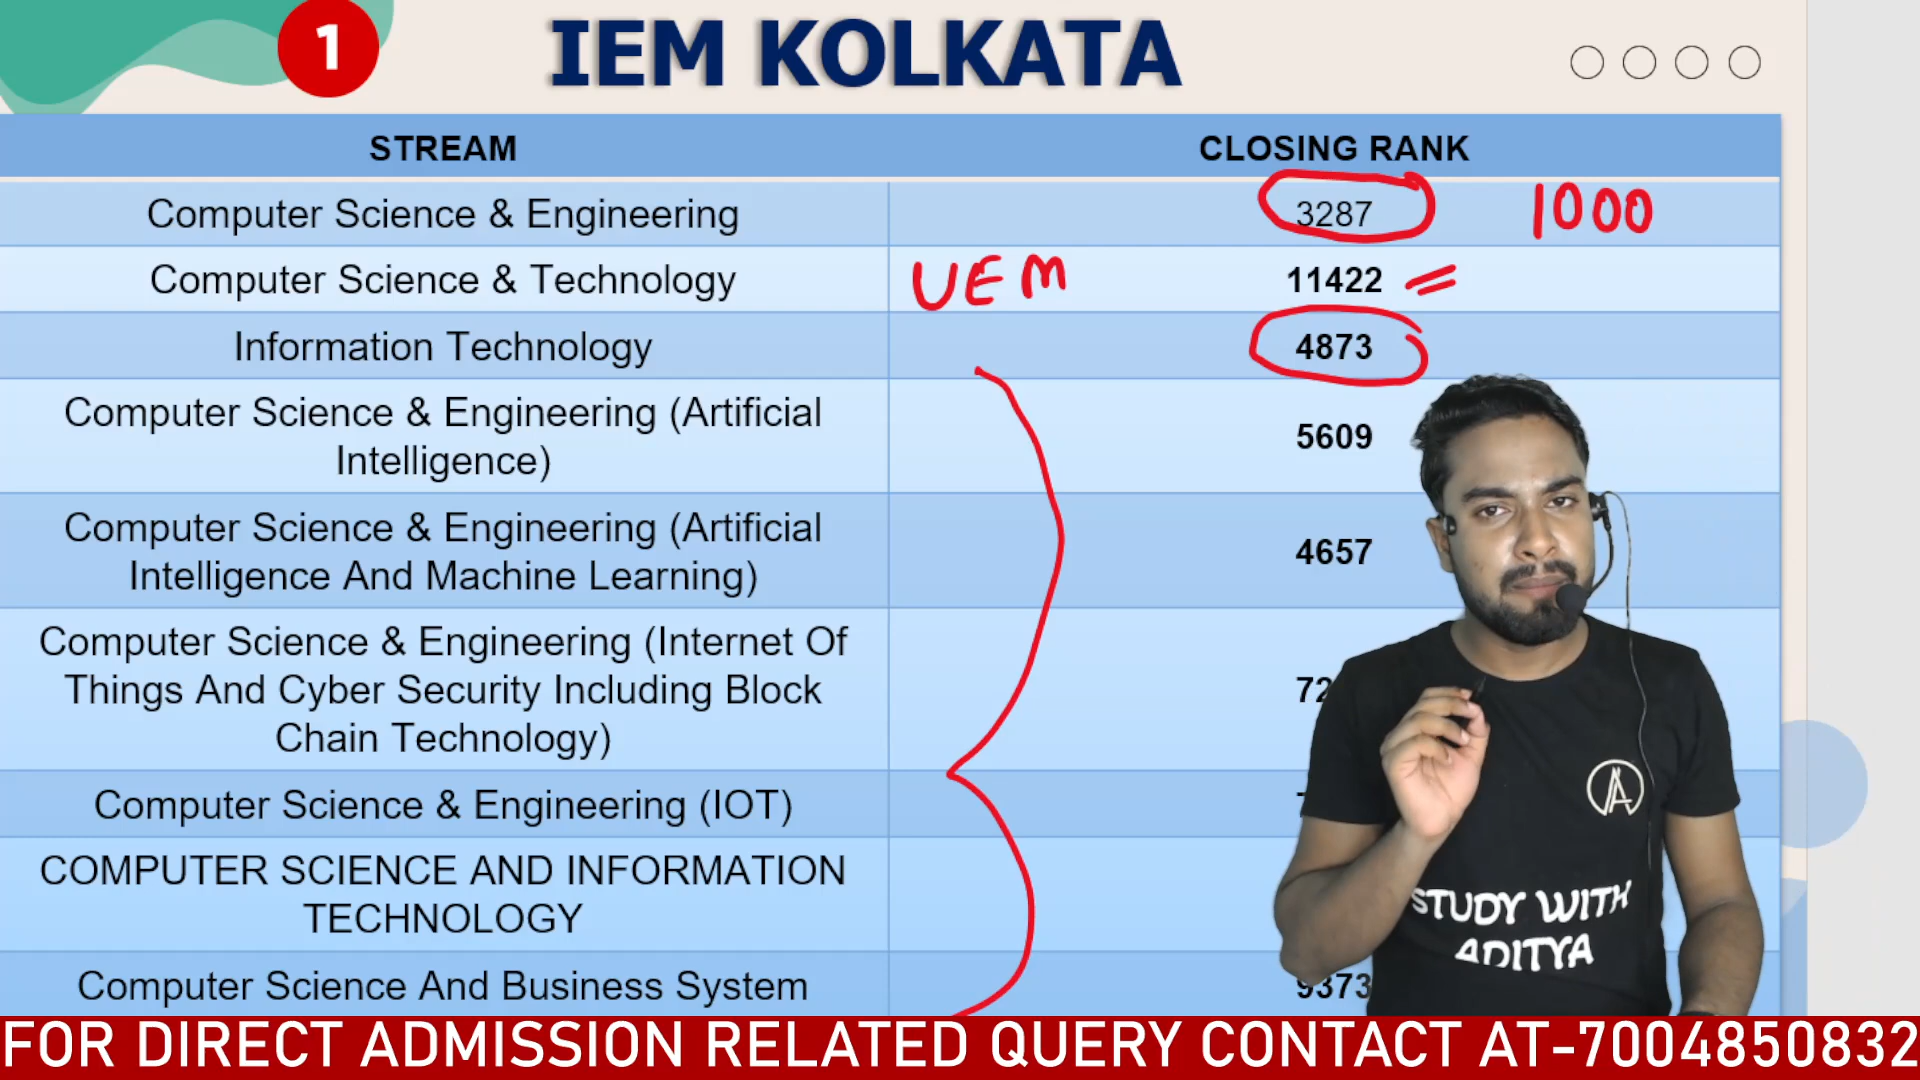 1
IEM KOLKATA
STREAM CLOSING RANK
Computer Science & Engineering 3287 1000
Computer Science & Technology UEM 11422
Information Technology 4873
Computer Science & Engineering (Artificial
Intelligence) 5609
Computer Science & Engineering (Artificial
Intelligence And Machine Learning) 4657
Computer Science & Engineering (Internet Of
Things And Cyber Security Including Block
Chain Technology)
Computer Science & Engineering (IOT)
COMPUTER SCIENCE AND INFORMATION
TECHNOLOGY
Computer Science And Business System 9373
STUDY WITH
ADITYA
FOR DIRECT ADMISSION RELATED QUERY CONTACT AT-7004850832